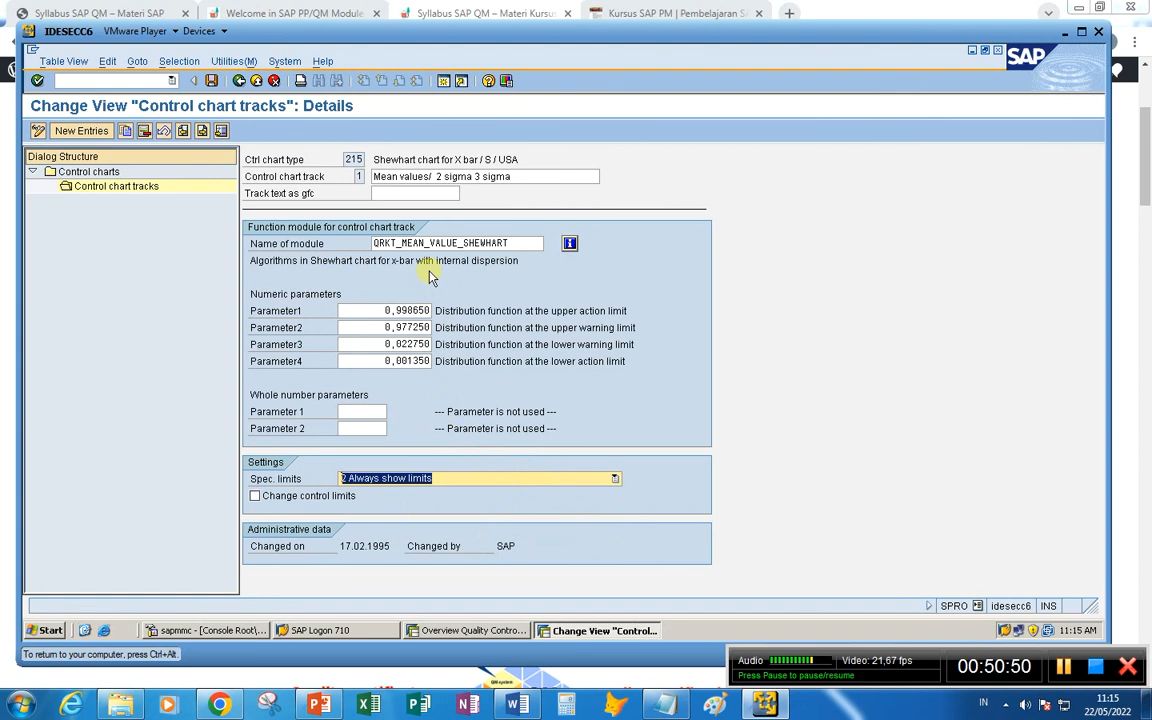 Syllabus SAP QM – Materi SAP
Welcome in SAP PP/QM Module
Syllabus SAP QM – Materi Kursus
Kursus SAP PM | Pembelajaran SAP
IDESECC6 VMware Player Devices
Table View Edit Goto Selection Utilities(M) System Help
SAP
Change View "Control chart tracks": Details
New Entries
Dialog Structure
Control charts
Control chart tracks
Ctrl chart type 215 Shewhart chart for X bar / S / USA
Control chart track 1 Mean values/ 2 sigma 3 sigma
Track text as gfc
Function module for control chart track
Name of module QRKT_MEAN_VALUE_SHEWHART
Algorithms in Shewhart chart for x-bar with internal dispersion
Numeric parameters
Parameter1 0,998650 Distribution function at the upper action limit
Parameter2 0,977250 Distribution function at the upper warning limit
Parameter3 0,022750 Distribution function at the lower warning limit
Parameter4 0,001350 Distribution function at the lower action limit
Whole number parameters
Parameter 1 --- Parameter is not used ---
Parameter 2 --- Parameter is not used ---
Settings
Spec. limits 2 Always show limits
Change control limits
Administrative data
Changed on 17.02.1995 Changed by SAP
SPRO idesecc6 INS
Start sapmmc - [Console Root\... SAP Logon 710 Overview Quality Contro... Change View "Control... 11:15 AM
To return to your computer, press Ctrl+Alt.
QM system
Audio Video: 21,67 fps
Press Pause to pause/resume
00:50:50
IN
11:15
22/05/2022